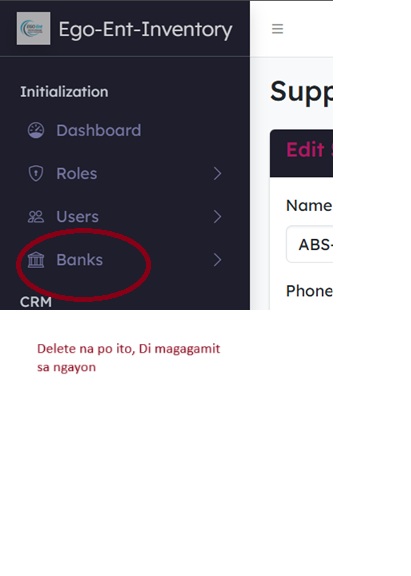 Ego-Ent-Inventory
Initialization
Dashboard
Roles
Users
Banks
CRM
Supp
Edit
Name
ABS-
Phone
Delete na po ito, Di magagamit
sa ngayon